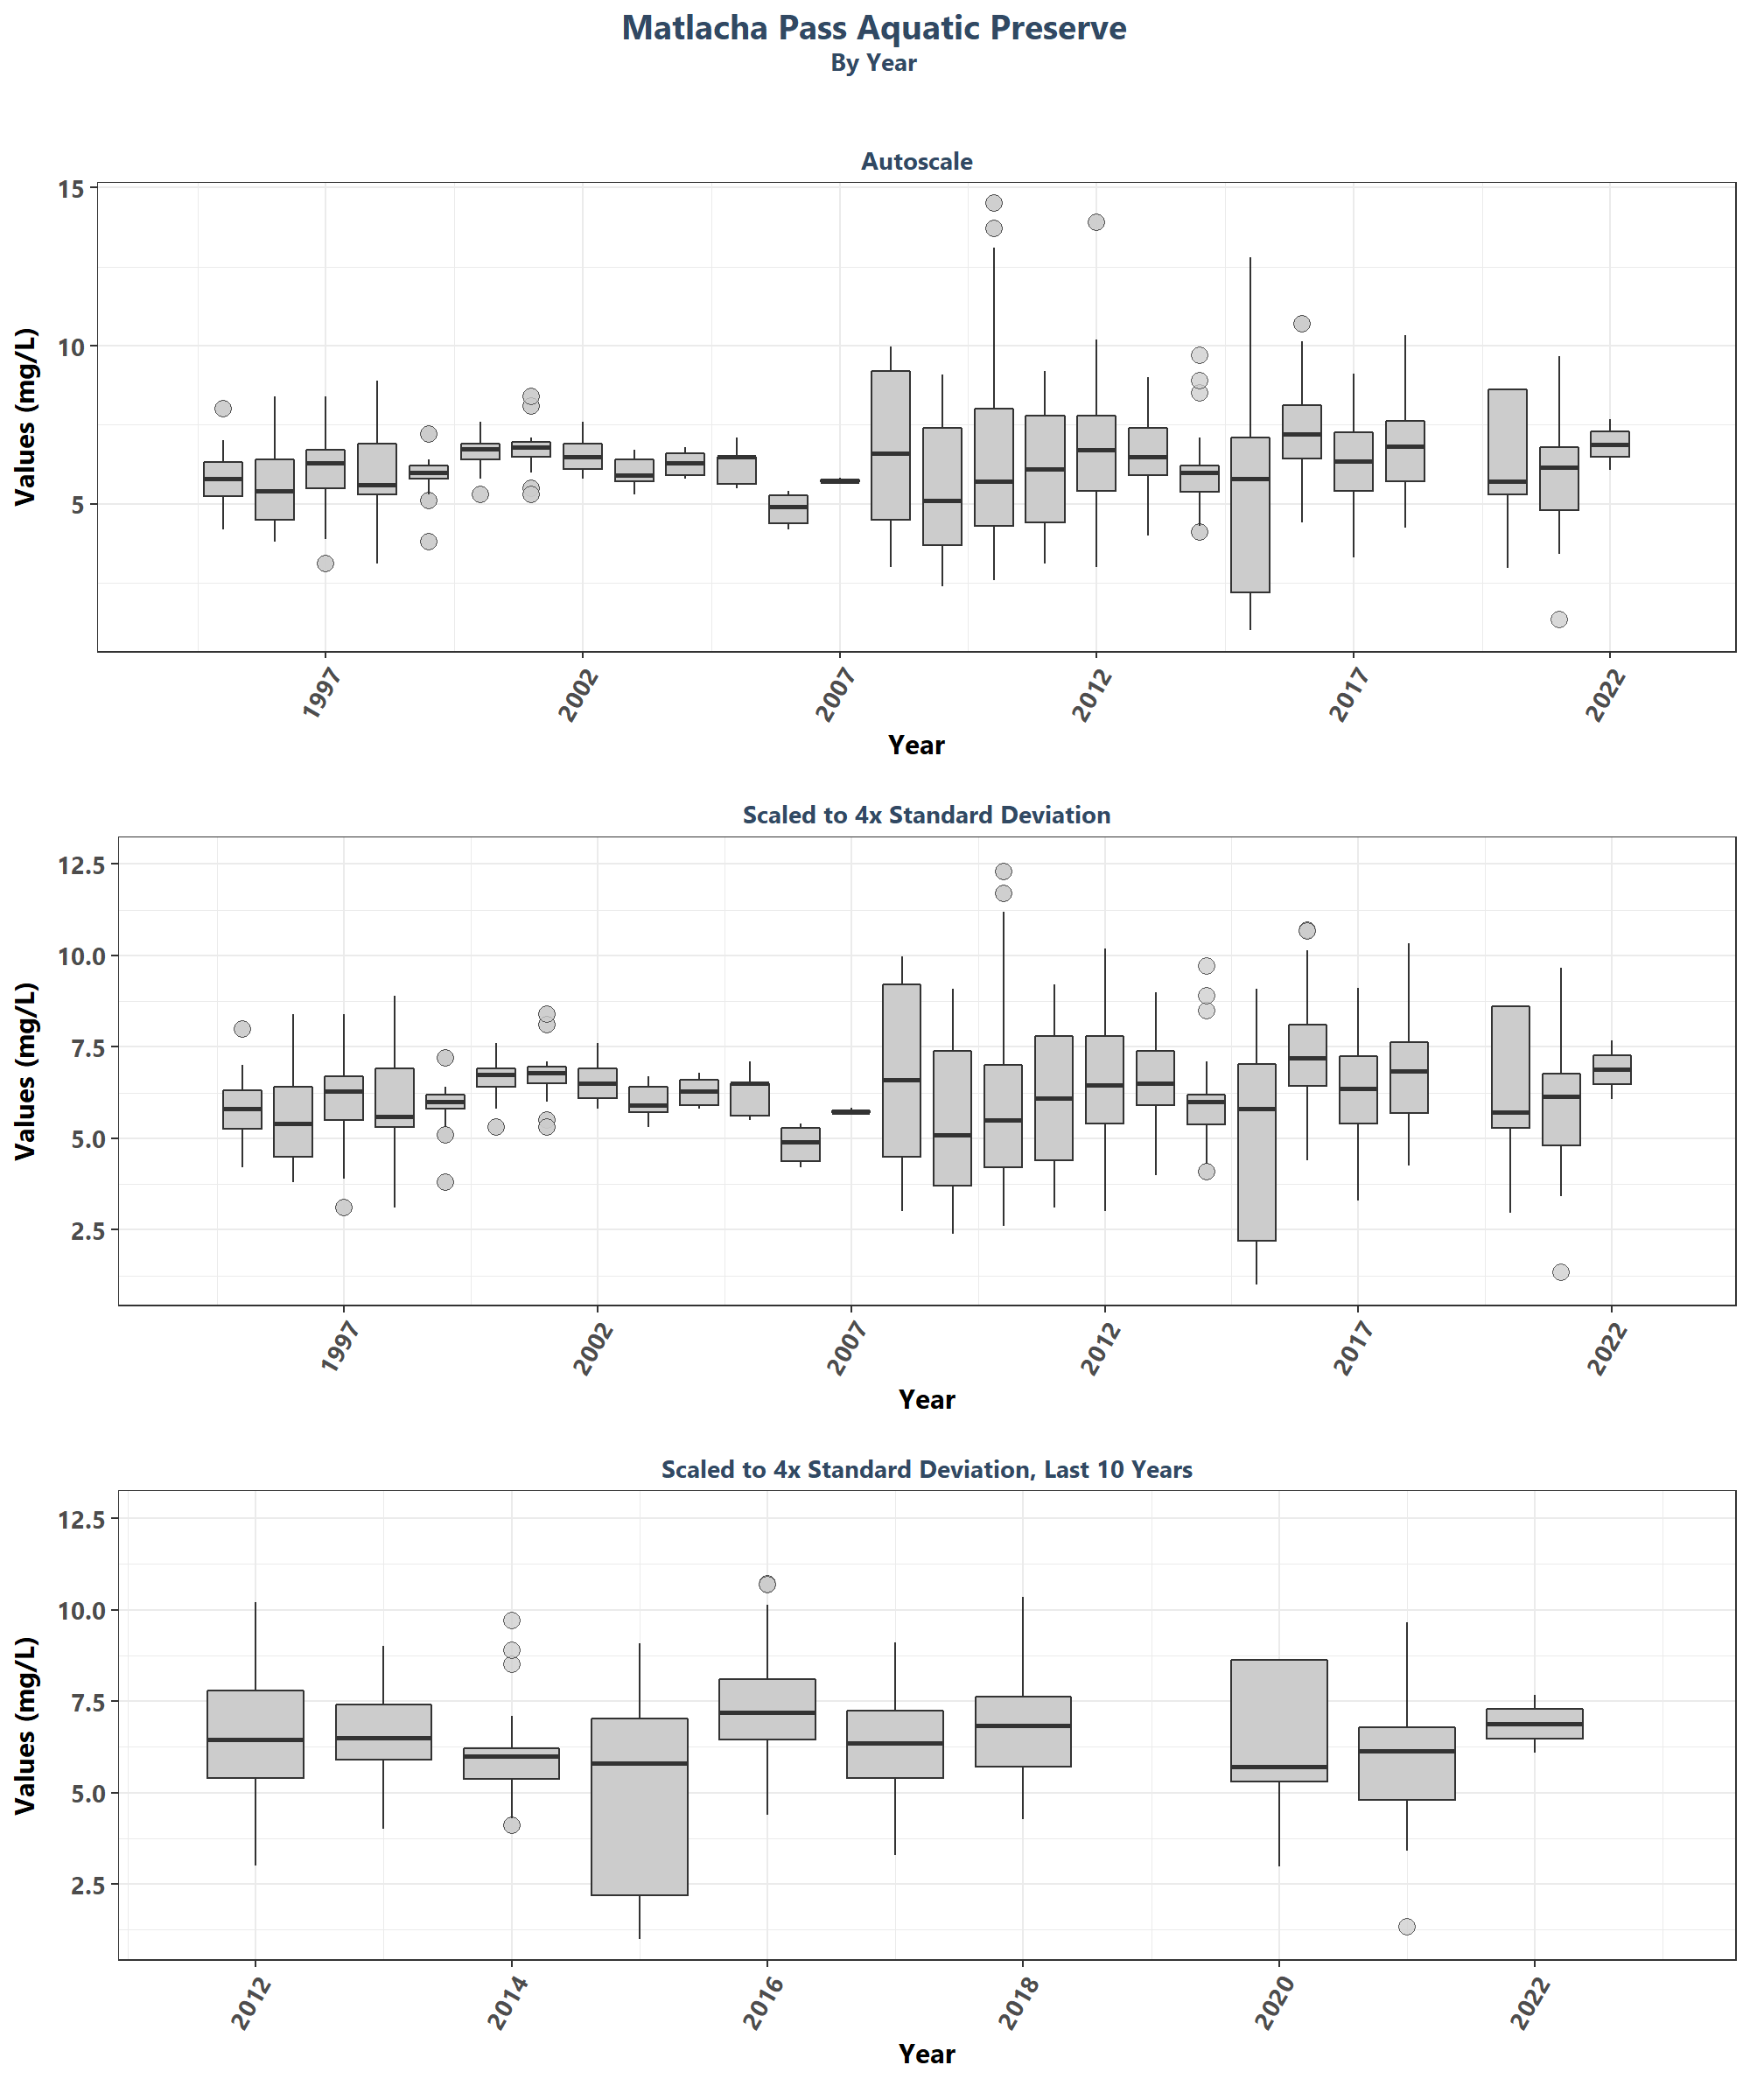 Matlacha Pass Aquatic Preserve
By Year
Autoscale
Values (mg/L)
15
10
5
1997
2002
2007
2012
2017
2022
Year
Scaled to 4x Standard Deviation
Values (mg/L)
12.5
10.0
7.5
5.0
2.5
1997
2002
2007
2012
2017
2022
Year
Scaled to 4x Standard Deviation, Last 10 Years
Values (mg/L)
12.5
10.0
7.5
5.0
2.5
2012
2014
2016
2018
2020
2022
Year